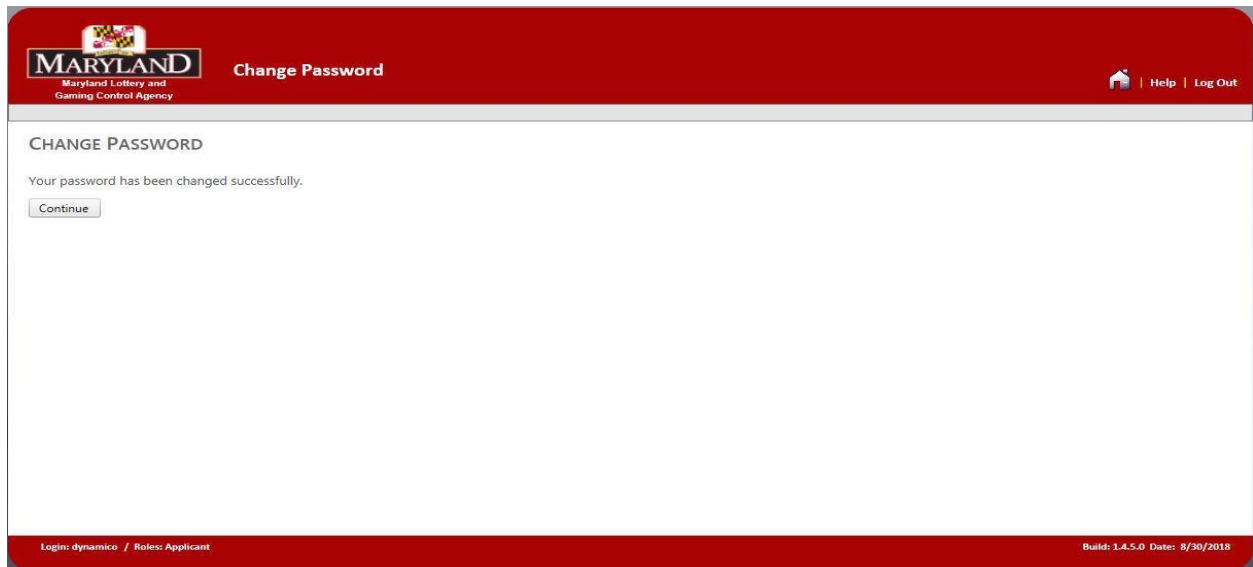 MARYLAND
Maryland Lottery and
Gaming Control Agency
Change Password
| Help | Log Out
CHANGE PASSWORD
Your password has been changed successfully.
Continue
Login: dynamico / Roles: Applicant
Build: 1.4.5.0 Date: 8/30/2018